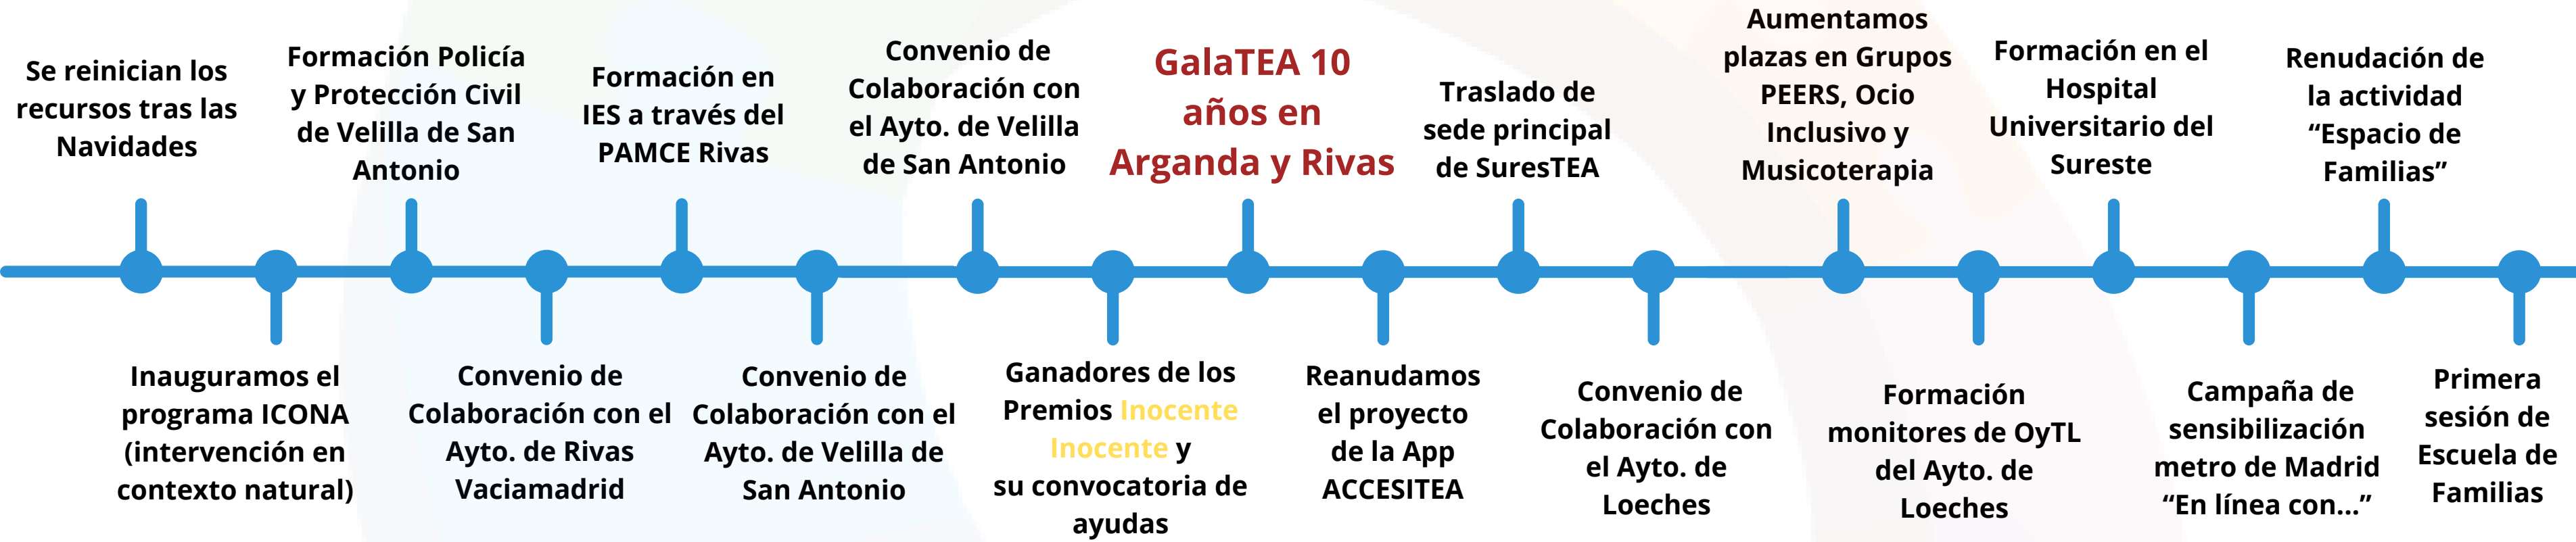 Se reinician los
recursos tras las
Navidades
Inauguramos el
programa ICONA
(intervención en
contexto natural)
Formación Policía
y Protección Civil
de Velilla de San
Antonio
Convenio de
Colaboración con el
Ayto. de Rivas
Vaciamadrid
Formación en
IES a través del
PAMCE Rivas
Convenio de
Colaboración con el
Ayto. de Velilla de
San Antonio
Convenio de
Colaboración con
el Ayto. de Velilla
de San Antonio
Ganadores de los
Premios Inocente
Inocente y
su convocatoria de
ayudas
GalaTEA 10
años en
Arganda y Rivas
Reanudamos
el proyecto
de la App
ACCESITEA
Traslado de
sede principal
de SuresTEA
Convenio de
Colaboración con
el Ayto. de
Loeches
Aumentamos
plazas en Grupos
PEERS, Ocio
Inclusivo y
Musicoterapia
Formación
monitores de OyTL
del Ayto. de
Loeches
Formación en el
Hospital
Universitario del
Sureste
Campaña de
sensibilización
metro de Madrid
“En línea con...”
Renudación de
la actividad
“Espacio de
Familias”
Primera
sesión de
Escuela de
Familias